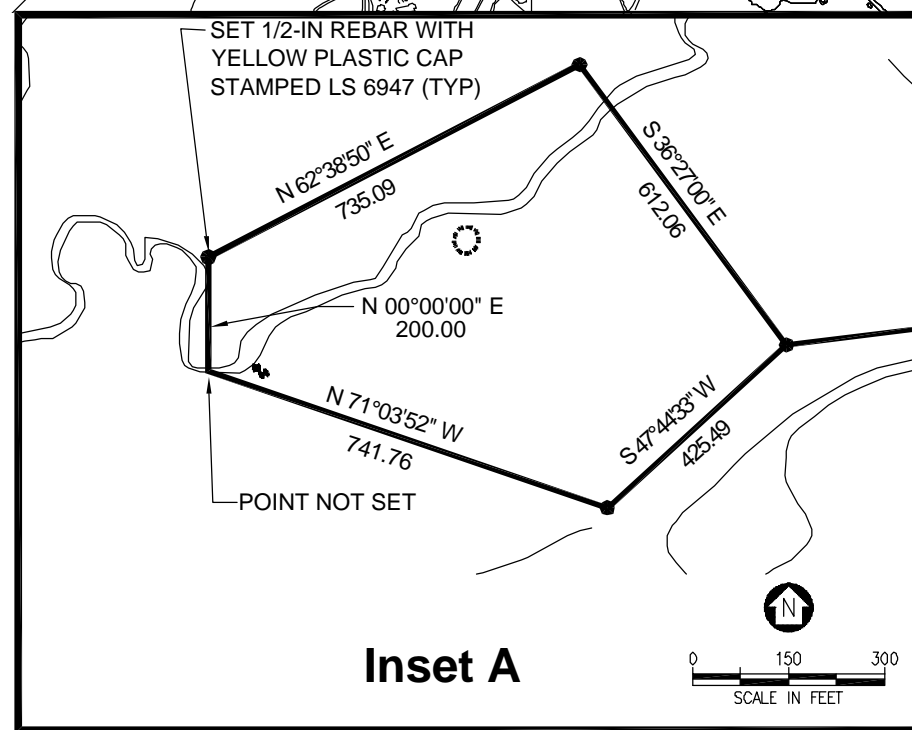 SET 1/2-IN REBAR WITH
YELLOW PLASTIC CAP
STAMPED LS 6947 (TYP)
N 62°38'50" E
735.09
S 36°27'00" E
612.06
N 00°00'00" E
200.00
N 71°03'52" W
741.76
S 47°44'33" W
425.49
POINT NOT SET
N
Inset A
0 150 300
SCALE IN FEET